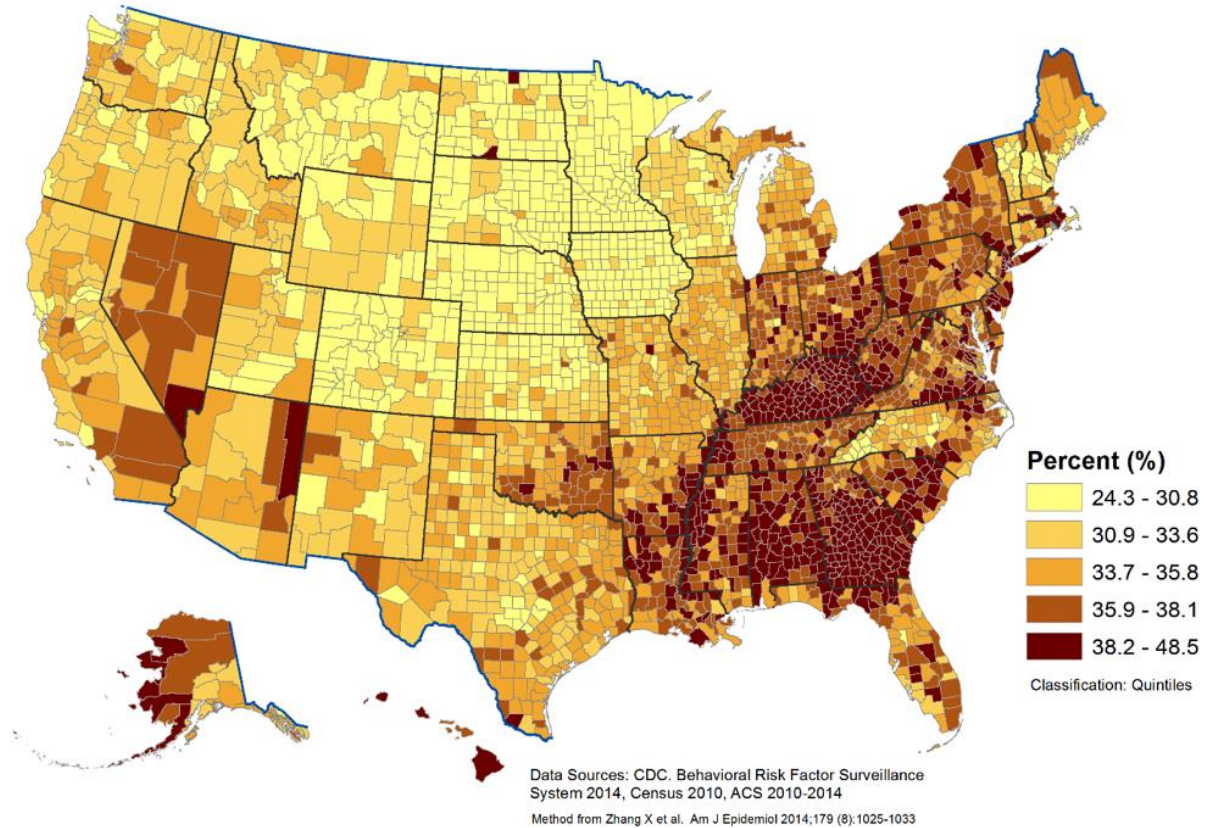 Percent (%)
24.3 - 30.8
30.9 - 33.6
33.7 - 35.8
35.9 - 38.1
38.2 - 48.5
Classification: Quintiles
Data Sources: CDC. Behavioral Risk Factor Surveillance
System 2014, Census 2010, ACS 2010-2014
Method from Zhang X et al. Am J Epidemiol 2014;179 (8):1025-1033